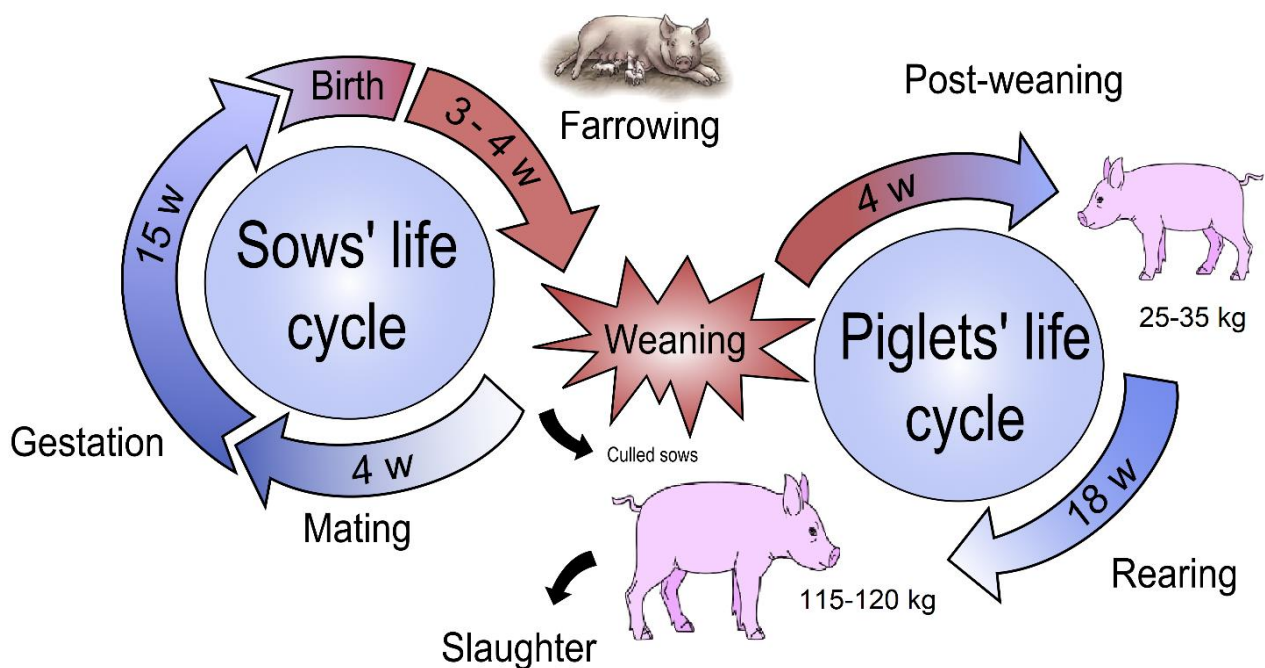 Birth
3 - 4 w
Farrowing
15 w
Sows' life
cycle
Gestation
4 w
Mating
Weaning
Culled sows
Post-weaning
4 w
25-35 kg
Piglets' life
cycle
18 w
Rearing
115-120 kg
Slaughter